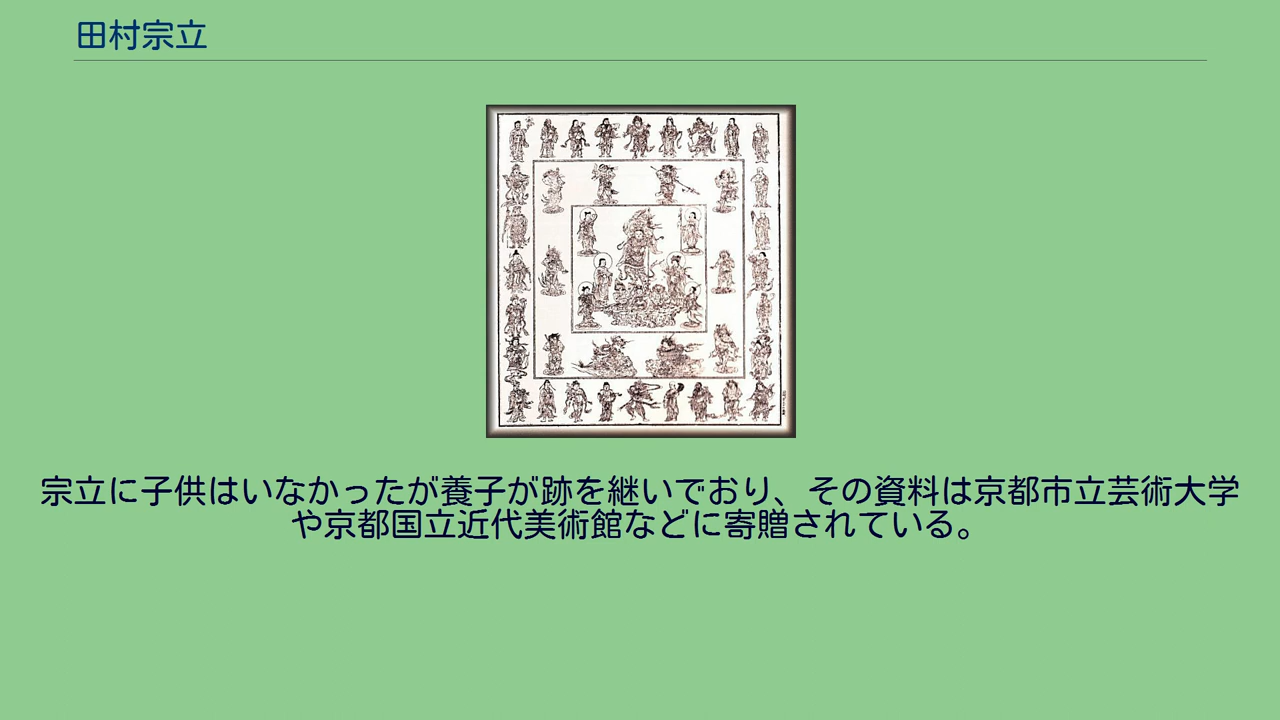 田村宗立
宗立に子供はいなかったが養子が跡を継いでおり、その資料は京都市立芸術大学
や京都国立近代美術館などに寄贈されている。